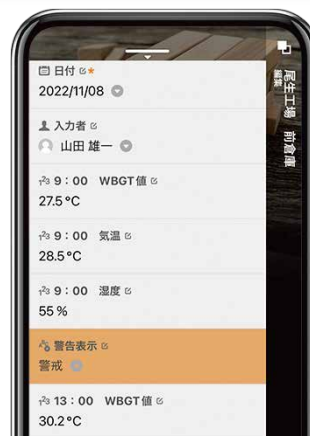 日付
2022/11/08
入力者
山田 雄一
9：00　WBGT値
27.5℃
9：00　気温
28.5℃
9：00　湿度
55 %
警告表示
警戒
13：00　WBGT値
30.2℃
尾生工場　前倉庫
編集